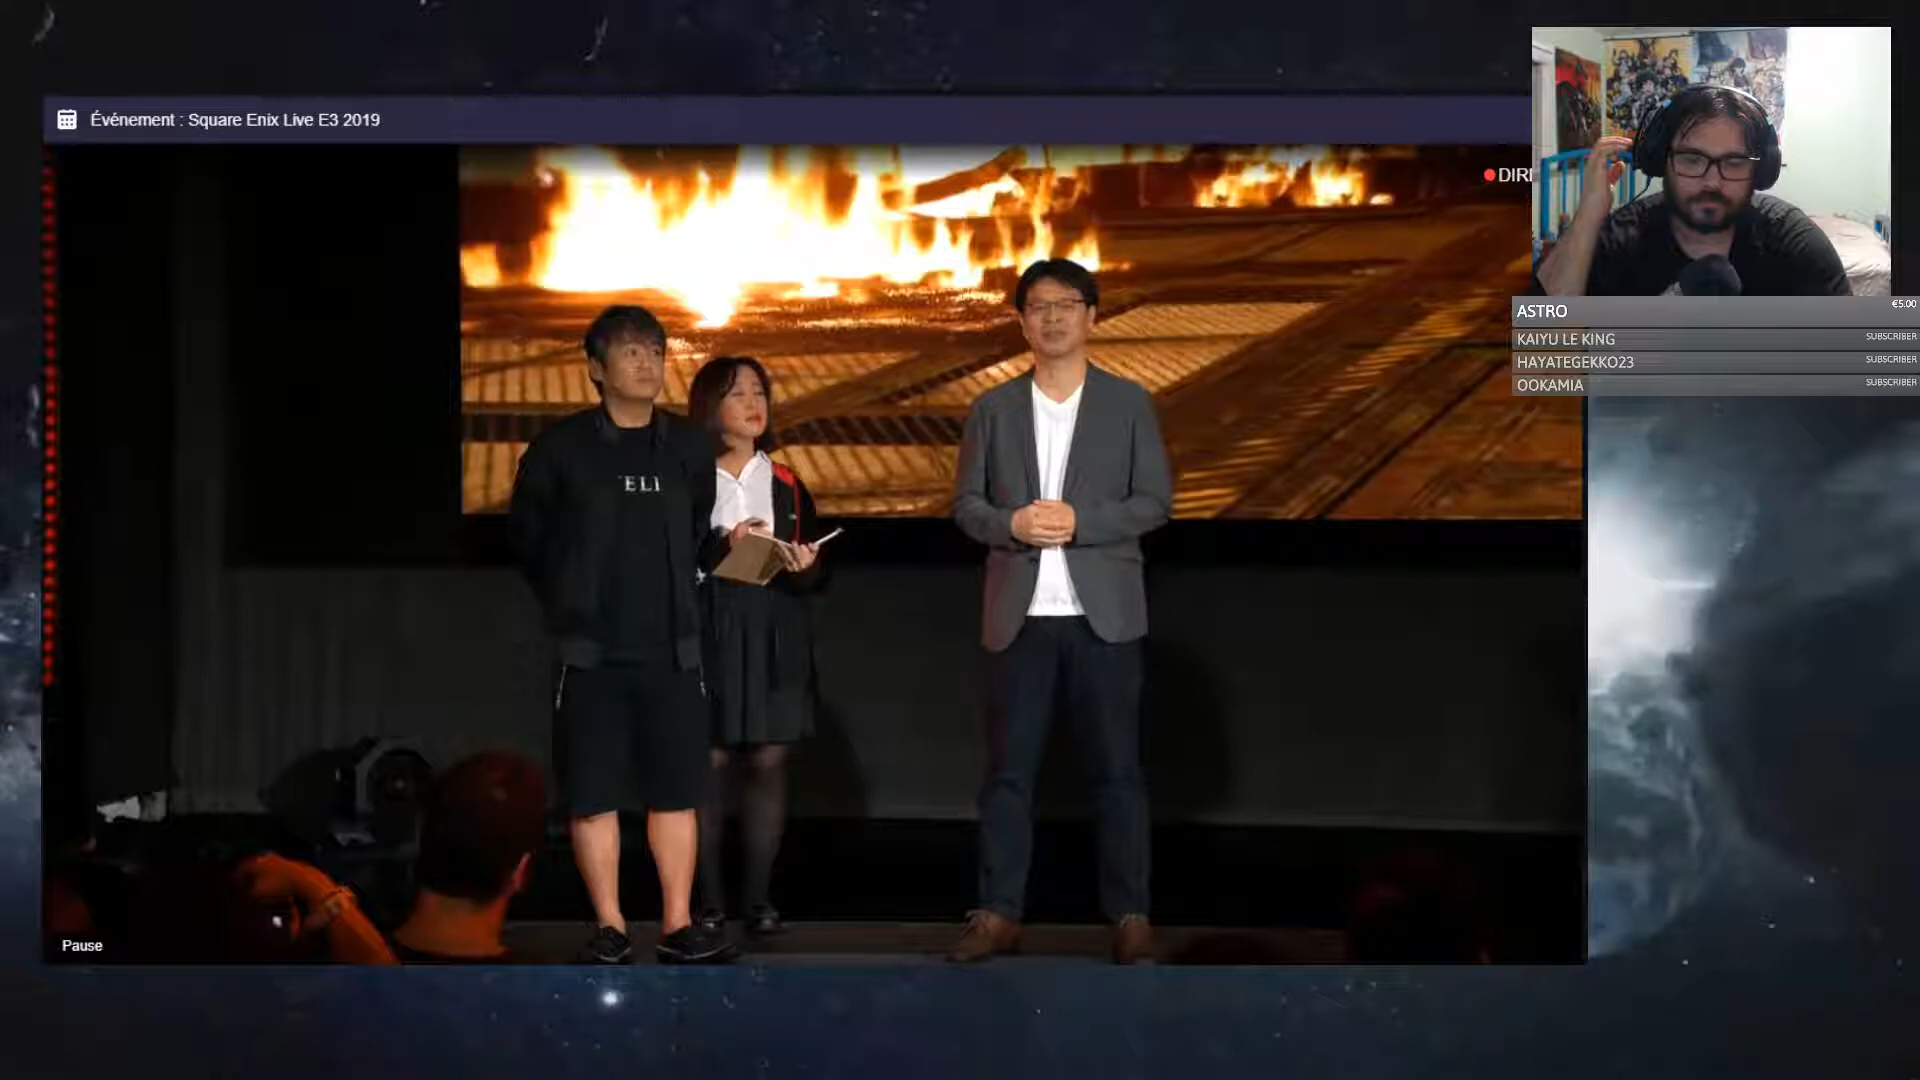 Événement : Square Enix Live E3 2019
DIRE
ELI
ASTRO €5.00
KAIYU LE KING SUBSCRIBER
HAYATEGEKKO23 SUBSCRIBER
OOKAMIA SUBSCRIBER
Pause